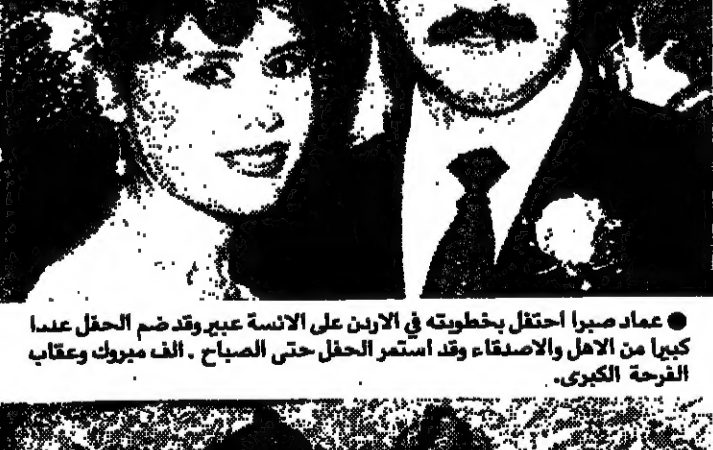 ● عماد صبرا احتفل بخطوبته في الاردن على الانسة عبير وقد ضم الحفل عددا
كبيرا من الاهل والاصدقاء وقد استمر الحفل حتى الصباح . الف مبروك وعقاب
الفرحة الكبرى.